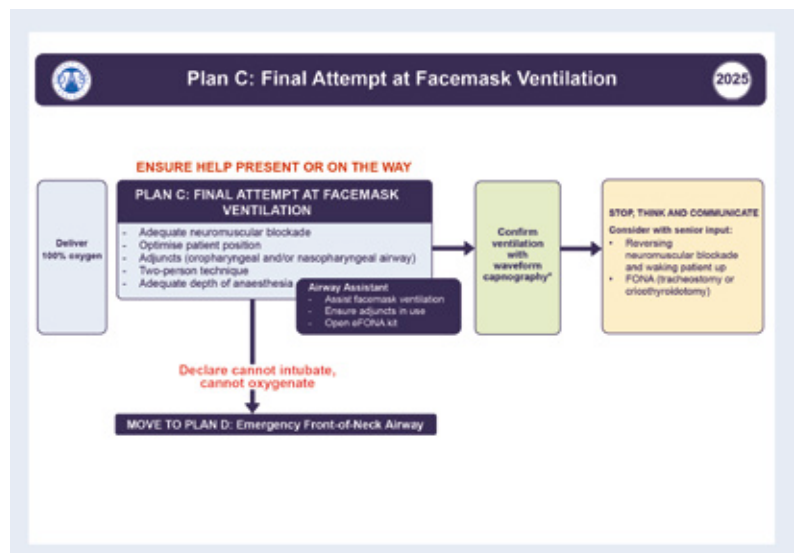 Plan C: Final Attempt at Facemask Ventilation
2025
ENSURE HELP PRESENT OR ON THE WAY
Deliver
100% oxygen
PLAN C: FINAL ATTEMPT AT FACEMASK
VENTILATION
- Adequate neuromuscular blockade
- Optimise patient position
- Adjuncts (oropharyngeal and/or nasopharyngeal airway)
- Two-person technique
- Adequate depth of anaesthesia
Airway Assistant
- Assist facemask ventilation
- Ensure adjuncts in use
- Open eFONA kit
Confirm
ventilation
with
waveform
capnography*
STOP, THINK AND COMMUNICATE
Consider with senior input:
• Reversing
neuromuscular blockade
and waking patient up
• FONA (tracheostomy or
cricothyroidotomy)
Declare cannot intubate,
cannot oxygenate
MOVE TO PLAN D: Emergency Front-of-Neck Airway